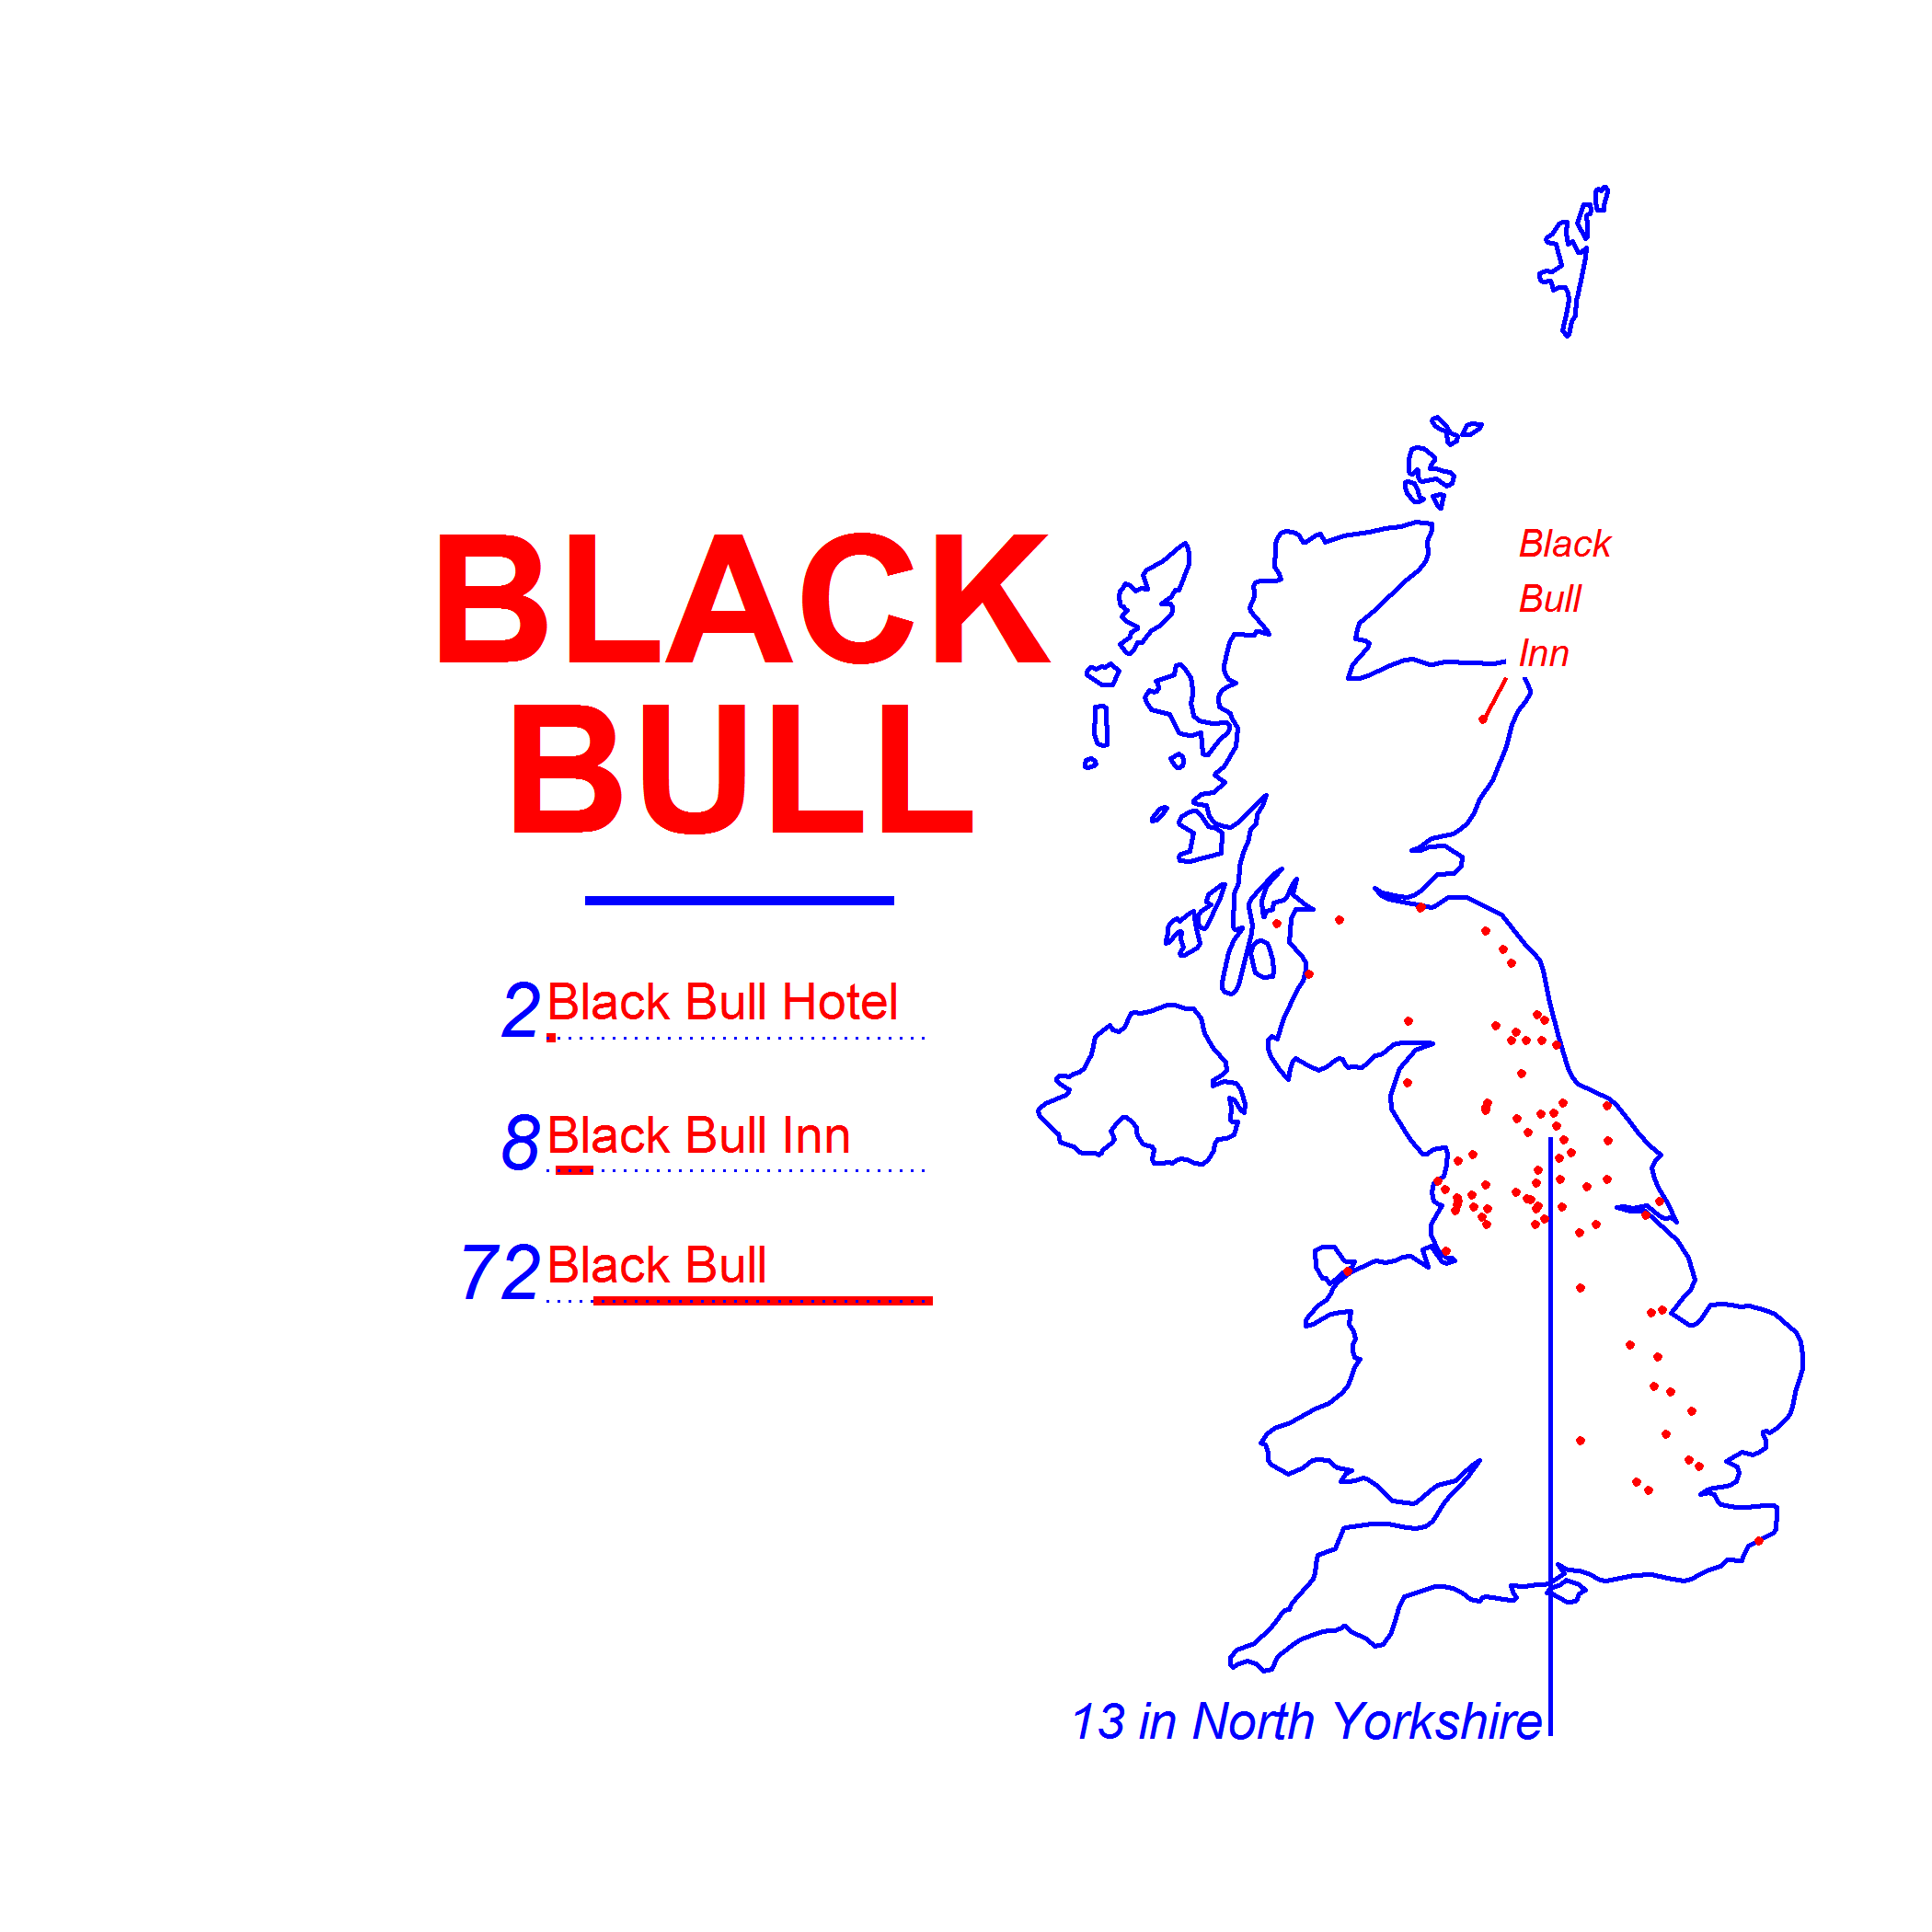 BLACK
BULL
2 Black Bull Hotel
8 Black Bull Inn
72 Black Bull
Black
Bull
Inn
13 in North Yorkshire